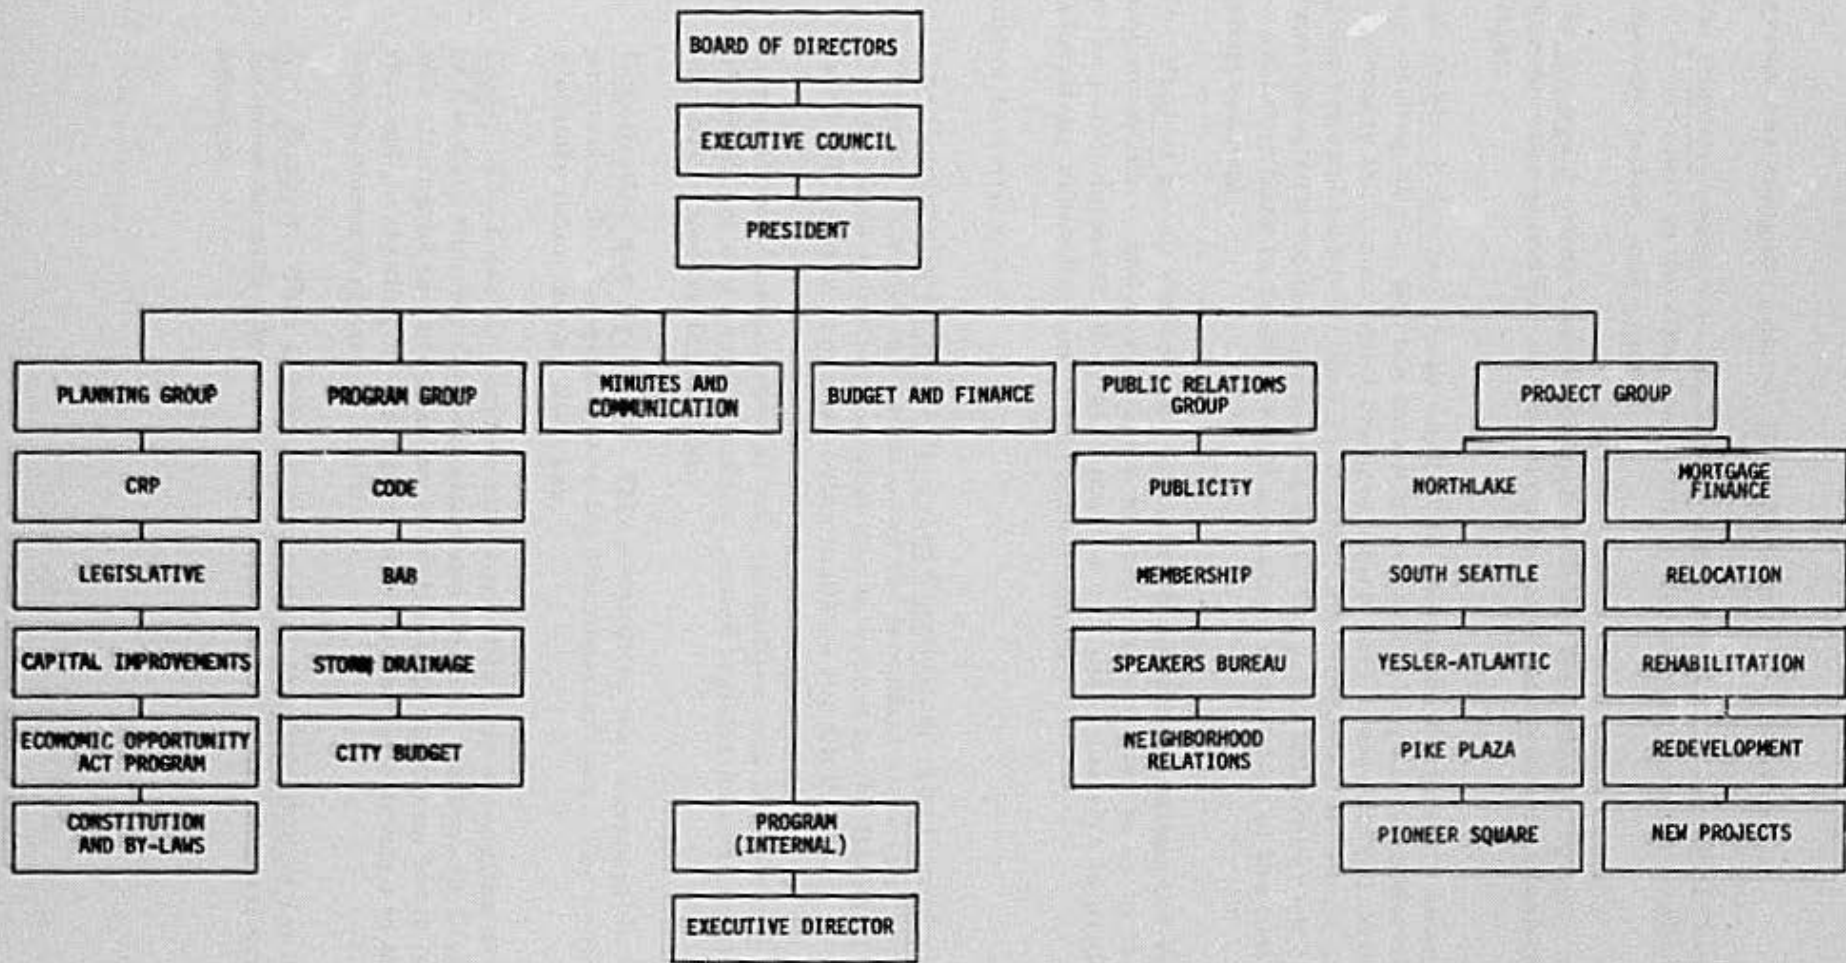 BOARD OF DIRECTORS
EXECUTIVE COUNCIL
PRESIDENT
PLANNING GROUP
CRP
LEGISLATIVE
CAPITAL IMPROVEMENTS
ECONOMIC OPPORTUNITY
ACT PROGRAM
CONSTITUTION
AND BY-LAWS
PROGRAM GROUP
CODE
BAB
STORM DRAINAGE
CITY BUDGET
MINUTES AND
COMMUNICATION
PROGRAM
(INTERNAL)
EXECUTIVE DIRECTOR
BUDGET AND FINANCE
PUBLIC RELATIONS
GROUP
PUBLICITY
MEMBERSHIP
SPEAKERS BUREAU
NEIGHBORHOOD
RELATIONS
PROJECT GROUP
NORTHLAKE
SOUTH SEATTLE
YESLER-ATLANTIC
PIKE PLAZA
PIONEER SQUARE
MORTGAGE
FINANCE
RELOCATION
REHABILITATION
REDEVELOPMENT
NEW PROJECTS